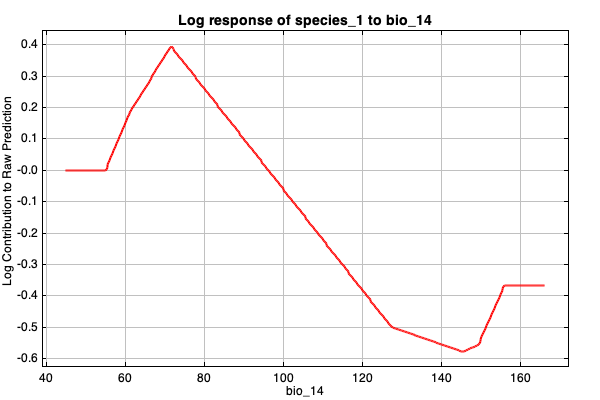 Log response of species_1 to bio_14
Log Contribution to Raw Prediction
0.4
0.3
0.2
0.1
-0.0
-0.1
-0.2
-0.3
-0.4
-0.5
-0.6
40 60 80 100 120 140 160
bio_14